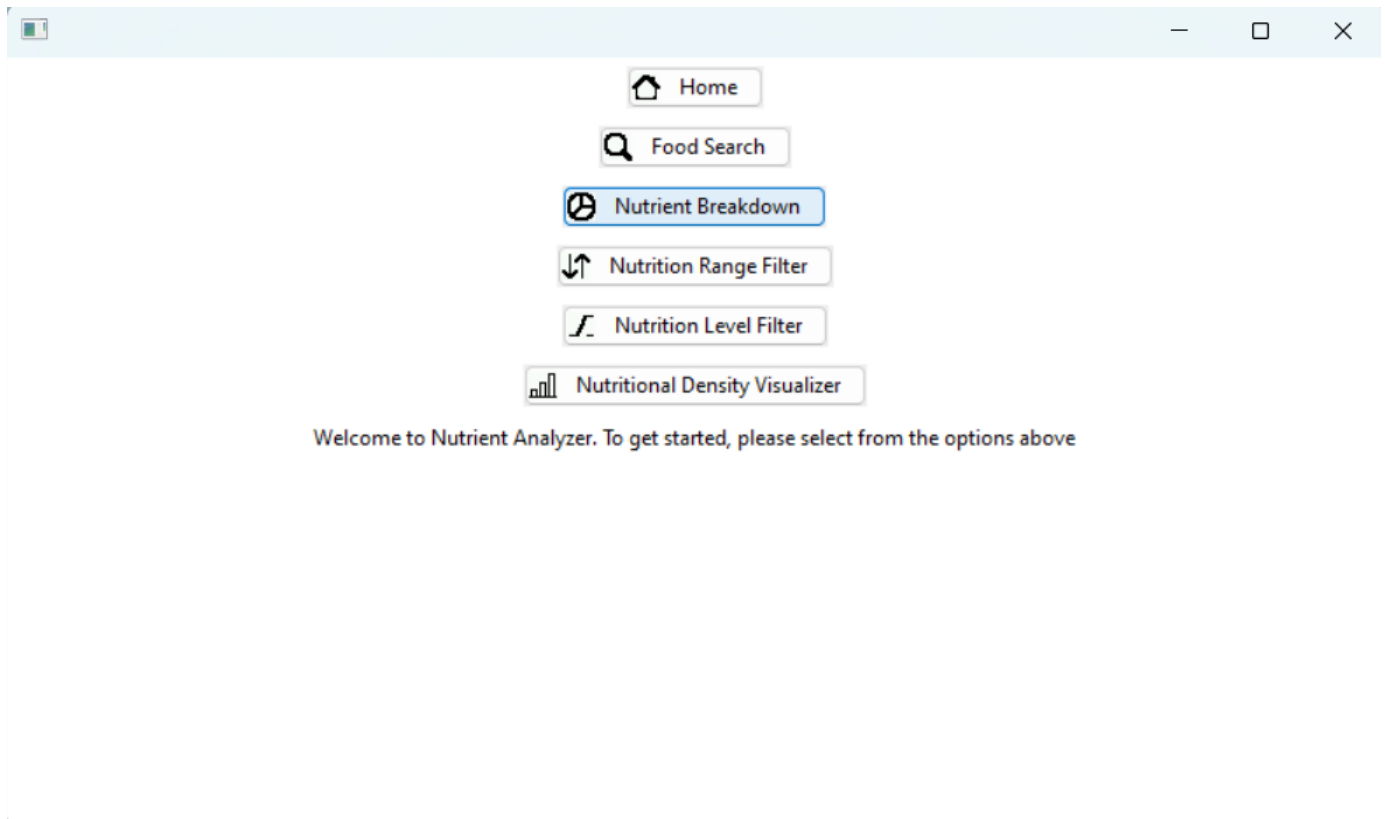 Home
Food Search
Nutrient Breakdown
Nutrition Range Filter
Nutrition Level Filter
Nutritional Density Visualizer
Welcome to Nutrient Analyzer. To get started, please select from the options above